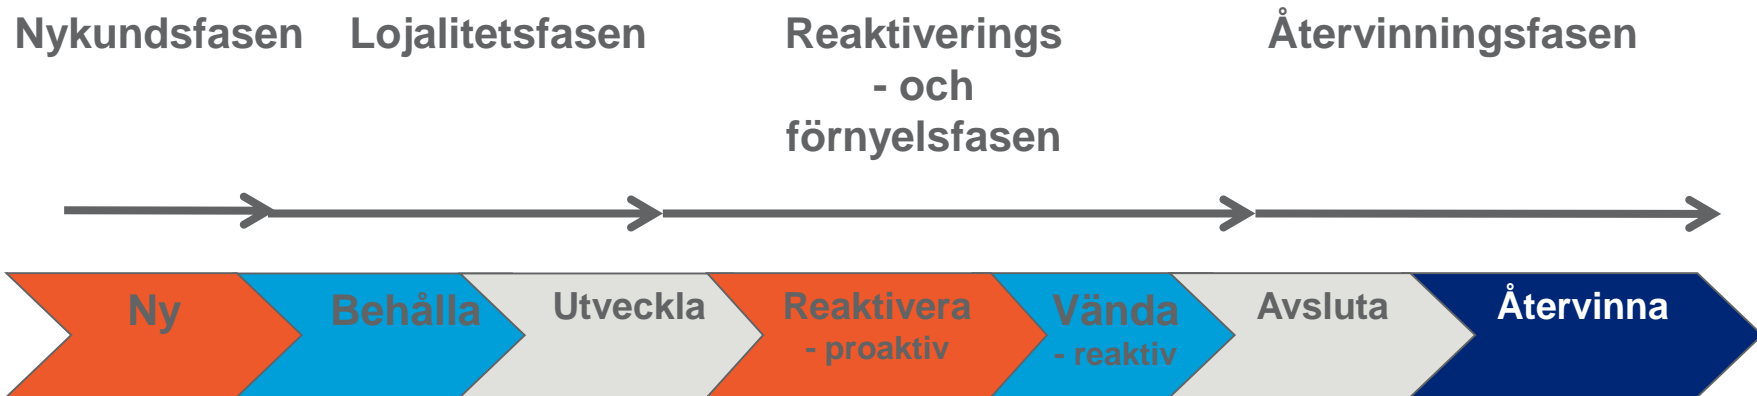 Nykundsfasen
Lojalitetsfasen
Reaktiverings
- och
förnyelsfasen
Återvinningsfasen
Ny
Behålla
Utveckla
Reaktivera
- proaktiv
Vända
- reaktiv
Avsluta
Återvinna